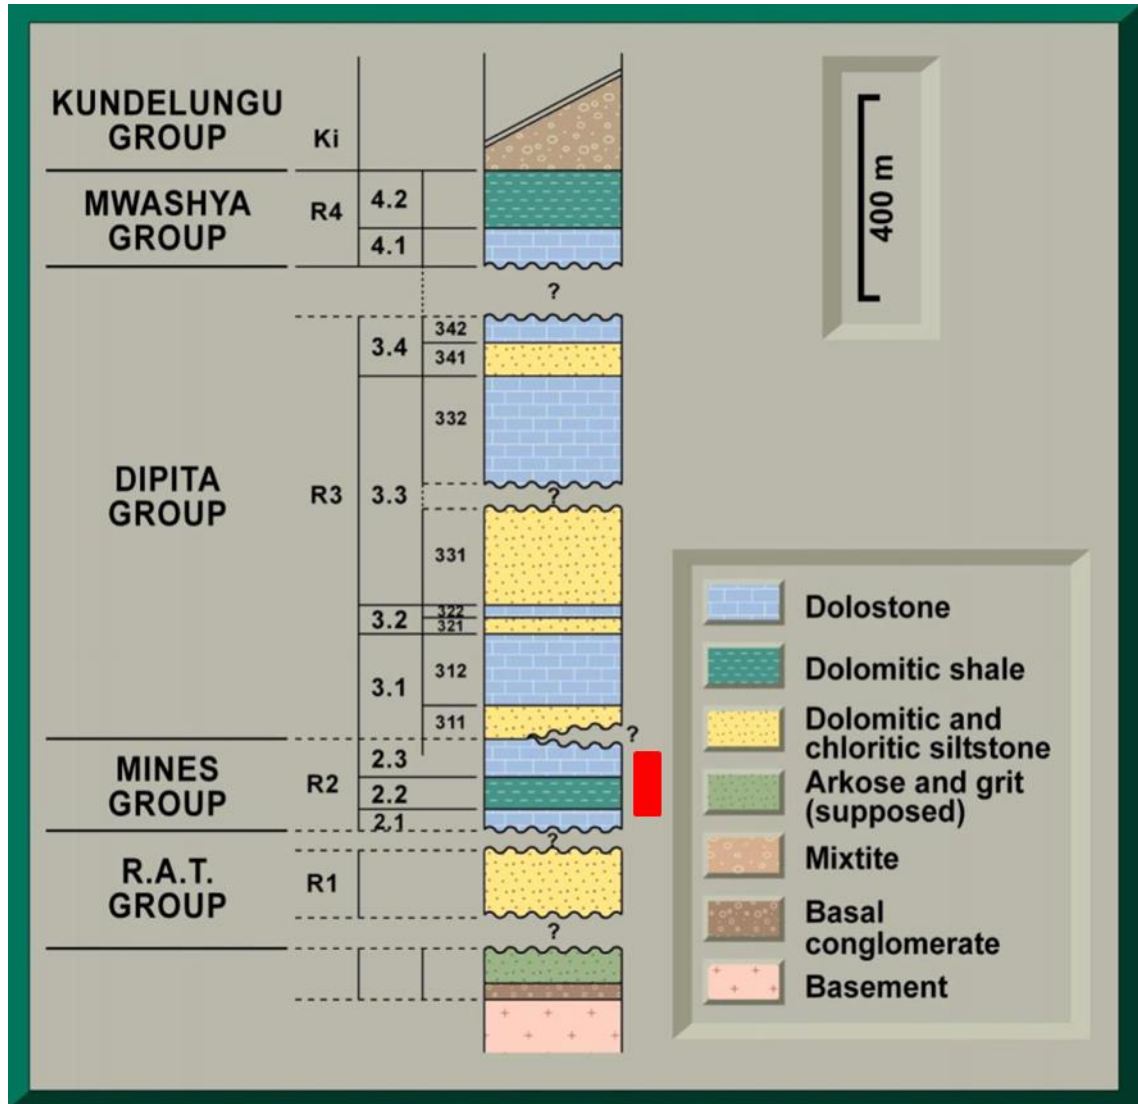 KUNDELUNGU
GROUP
Ki
MWASHYA
GROUP
R4
4.2
4.1
?
400 m
DIPITA
GROUP
R3
3.4
342
341
3.3
332
?
331
3.2
322
321
3.1
312
311
?
MINES
GROUP
R2
2.3
2.2
2.1
?
R.A.T.
GROUP
R1
?
Dolostone
Dolomitic shale
Dolomitic and
chloritic siltstone
Arkose and grit
(supposed)
Mixtite
Basal
conglomerate
Basement